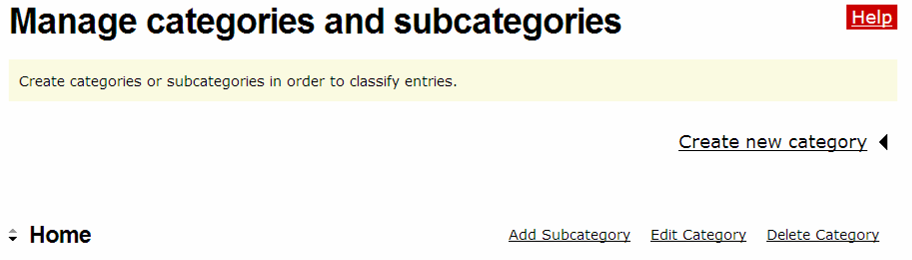 Manage categories and subcategories Help
Create categories or subcategories in order to classify entries.
Create new category
Home Add Subcategory Edit Category Delete Category